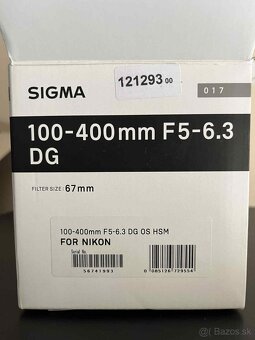 121293 00
SIGMA
017
100-400mm F5-6.3
DG
FILTER SIZE: 67mm
100-400mm F5-6.3 DG OS HSM
FOR NIKON
Serial No.
56741993
0 085126 729554
© Bazos.sk